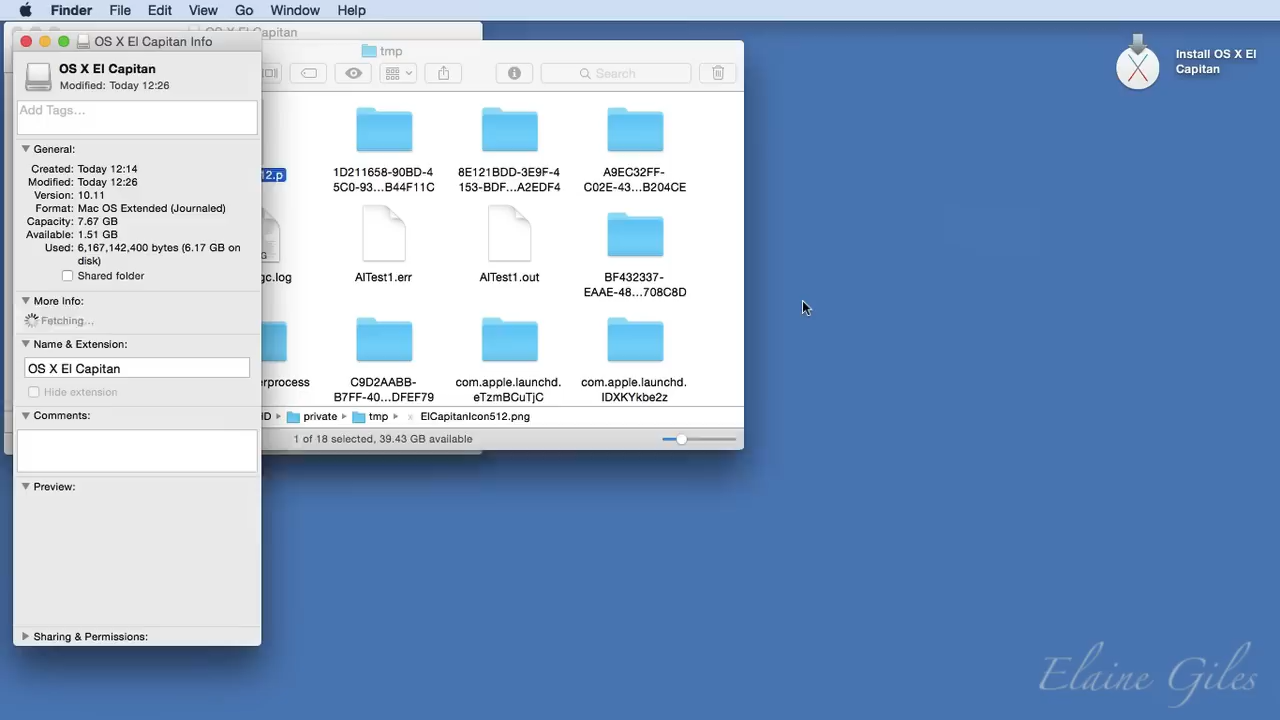 Finder File Edit View Go Window Help
OS X El Capitan
OS X El Capitan Info
OS X El Capitan
Modified: Today 12:26
Add Tags...
General:
Created: Today 12:14
Modified: Today 12:26
Version: 10.11
Format: Mac OS Extended (Journaled)
Capacity: 7.67 GB
Available: 1.51 GB
Used: 6,167,142,400 bytes (6.17 GB on
disk)
Shared folder
More Info:
Fetching...
Name & Extension:
OS X El Capitan
Hide extension
Comments:
Preview:
Sharing & Permissions:
tmp
Search
12.p
1D211658-90BD-4
5C0-93...B44F11C
8E121BDD-3E9F-4
153-BDF...A2EDF4
A9EC32FF-
C02E-43...B204CE
gc.log
AITest1.err
AITest1.out
BF432337-
EAAE-48...708C8D
erprocess
C9D2AABB-
B7FF-40...DFEF79
com.apple.launchd.
eTzmBCuTjC
com.apple.launchd.
IDXKYkbe2z
D private tmp ElCapitanIcon512.png
1 of 18 selected, 39.43 GB available
Install OS X El
Capitan
Elaine Giles